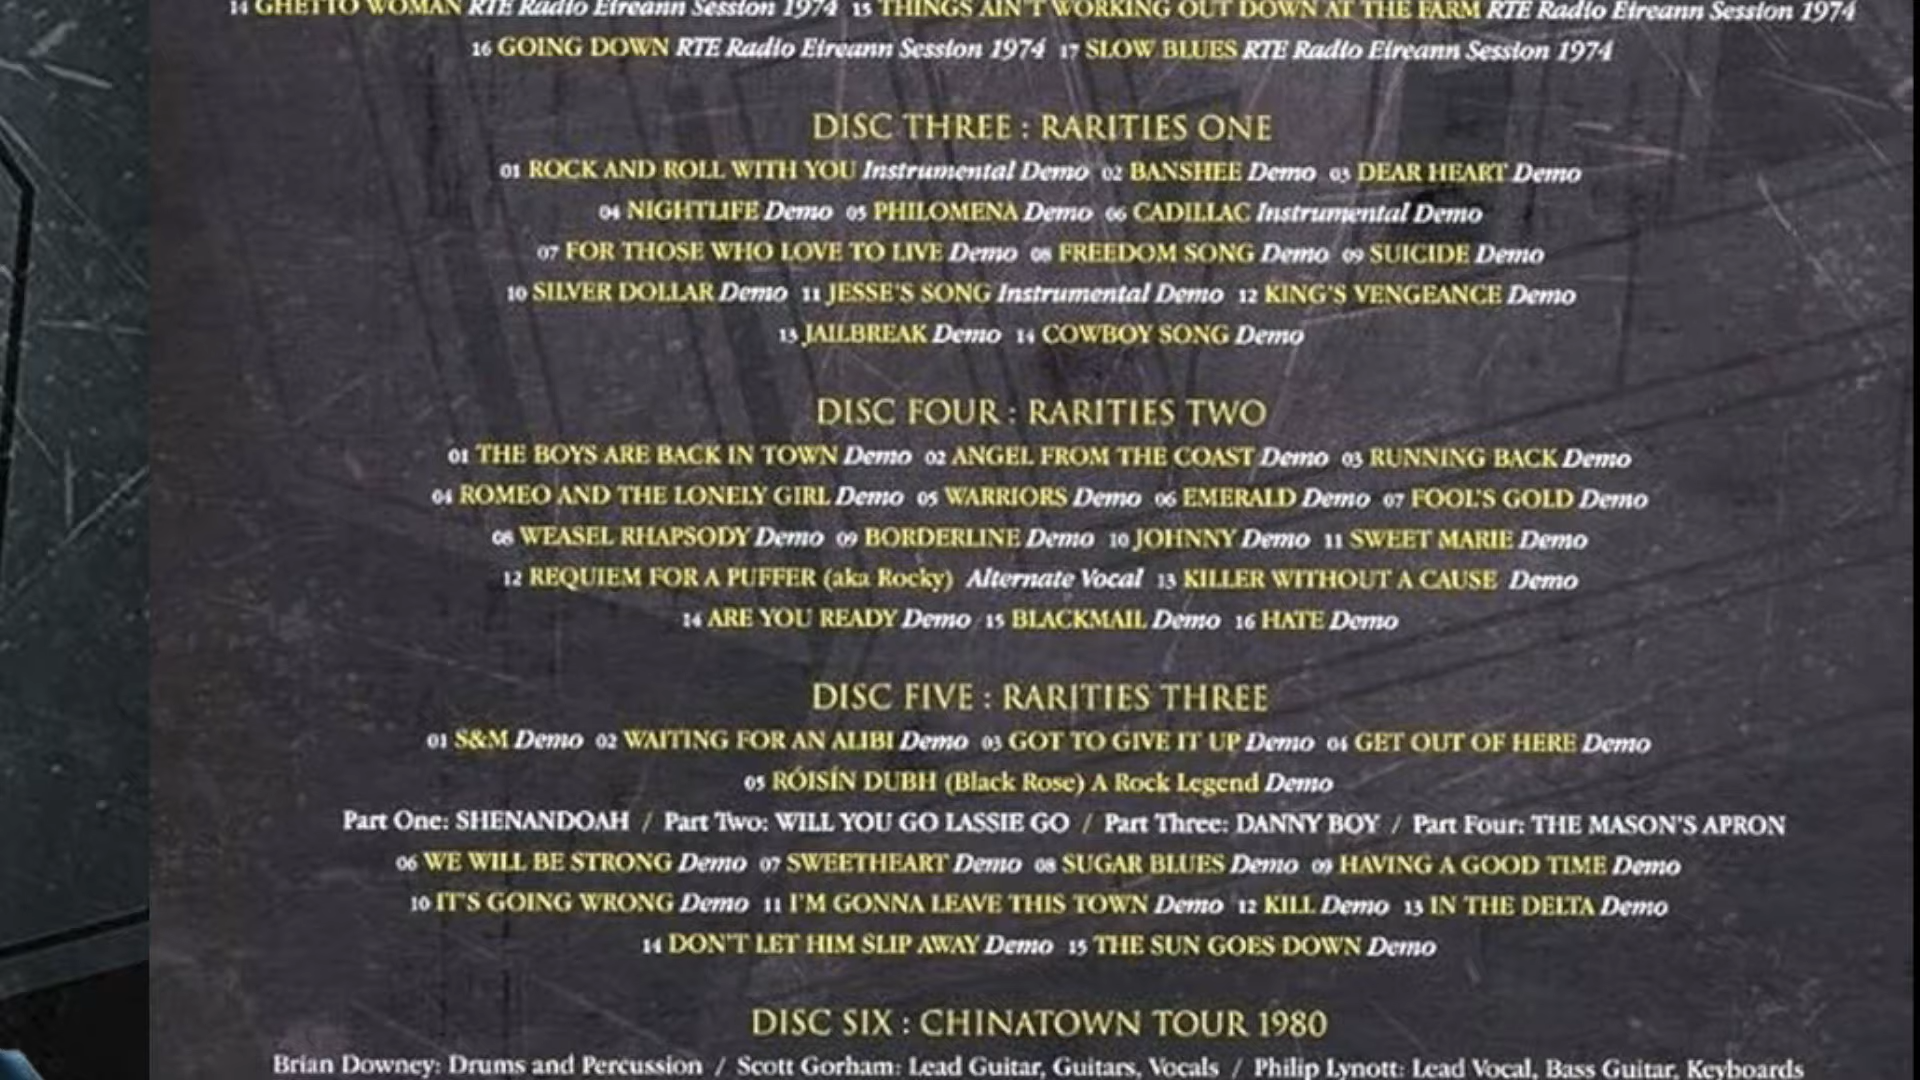 14 GHETTO WOMAN RTE Radio Eireann Session 1974 15 THINGS AIN'T WORKING OUT DOWN AT THE FARM RTE Radio Eireann Session 1974
16 GOING DOWN RTE Radio Eireann Session 1974 17 SLOW BLUES RTE Radio Eireann Session 1974
DISC THREE : RARITIES ONE
01 ROCK AND ROLL WITH YOU Instrumental Demo 02 BANSHEE Demo 03 DEAR HEART Demo
04 NIGHTLIFE Demo 05 PHILOMENA Demo 06 CADILLAC Instrumental Demo
07 FOR THOSE WHO LOVE TO LIVE Demo 08 FREEDOM SONG Demo 09 SUICIDE Demo
10 SILVER DOLLAR Demo 11 JESSE'S SONG Instrumental Demo 12 KING'S VENGEANCE Demo
13 JAILBREAK Demo 14 COWBOY SONG Demo
DISC FOUR : RARITIES TWO
01 THE BOYS ARE BACK IN TOWN Demo 02 ANGEL FROM THE COAST Demo 03 RUNNING BACK Demo
04 ROMEO AND THE LONELY GIRL Demo 05 WARRIORS Demo 06 EMERALD Demo 07 FOOL'S GOLD Demo
08 WEASEL RHAPSODY Demo 09 BORDERLINE Demo 10 JOHNNY Demo 11 SWEET MARIE Demo
12 REQUIEM FOR A PUFFER (aka Rocky) Alternate Vocal 13 KILLER WITHOUT A CAUSE Demo
14 ARE YOU READY Demo 15 BLACKMAIL Demo 16 HATE Demo
DISC FIVE : RARITIES THREE
01 S&M Demo 02 WAITING FOR AN ALIBI Demo 03 GOT TO GIVE IT UP Demo 04 GET OUT OF HERE Demo
05 RÓISÍN DUBH (Black Rose) A Rock Legend Demo
Part One: SHENANDOAH / Part Two: WILL YOU GO LASSIE GO / Part Three: DANNY BOY / Part Four: THE MASON'S APRON
06 WE WILL BE STRONG Demo 07 SWEETHEART Demo 08 SUGAR BLUES Demo 09 HAVING A GOOD TIME Demo
10 IT'S GOING WRONG Demo 11 I'M GONNA LEAVE THIS TOWN Demo 12 KILL Demo 13 IN THE DELTA Demo
14 DON'T LET HIM SLIP AWAY Demo 15 THE SUN GOES DOWN Demo
DISC SIX : CHINATOWN TOUR 1980
Brian Downey: Drums and Percussion / Scott Gorham: Lead Guitar, Guitars, Vocals / Philip Lynott: Lead Vocal, Bass Guitar, Keyboards